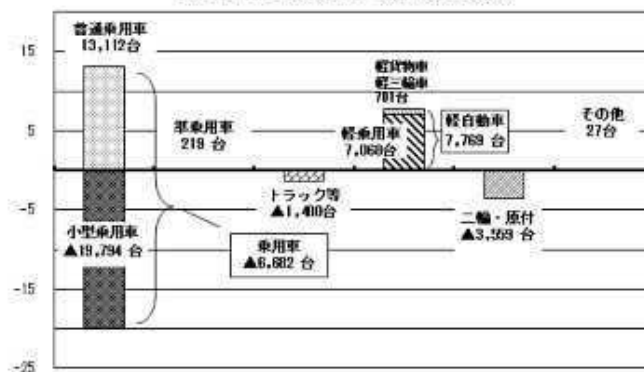 普通乗用車
13,112台
15
軽貨物車
軽三輪車
701台
準乗用車
219 台
5
軽乗用車
7,068台
軽自動車
7,769 台
その他
27台
-5
トラック等
▲1,400台
二輪・原付
▲3,559 台
小型乗用車
▲19,794 台
乗用車
▲6,682 台
-15
-25